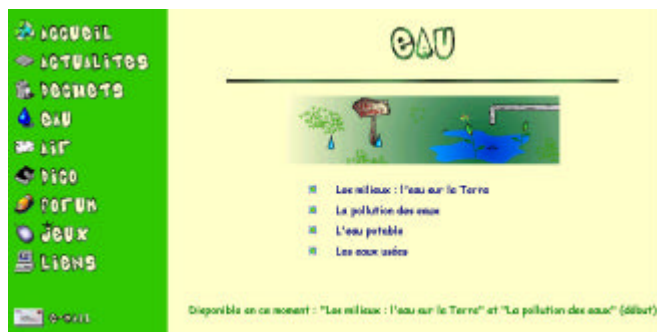 ACCUEIL
ACTUALITES
DECHETS
EAU
AIR
DICO
FORUM
JEUX
LIENS
EAU
Les milieux : l'eau sur la Terre
La pollution des eaux
L'eau potable
Les eaux usées
Disponible en ce moment : "Les milieux : l'eau sur la Terre" et "La pollution des eaux" (début)